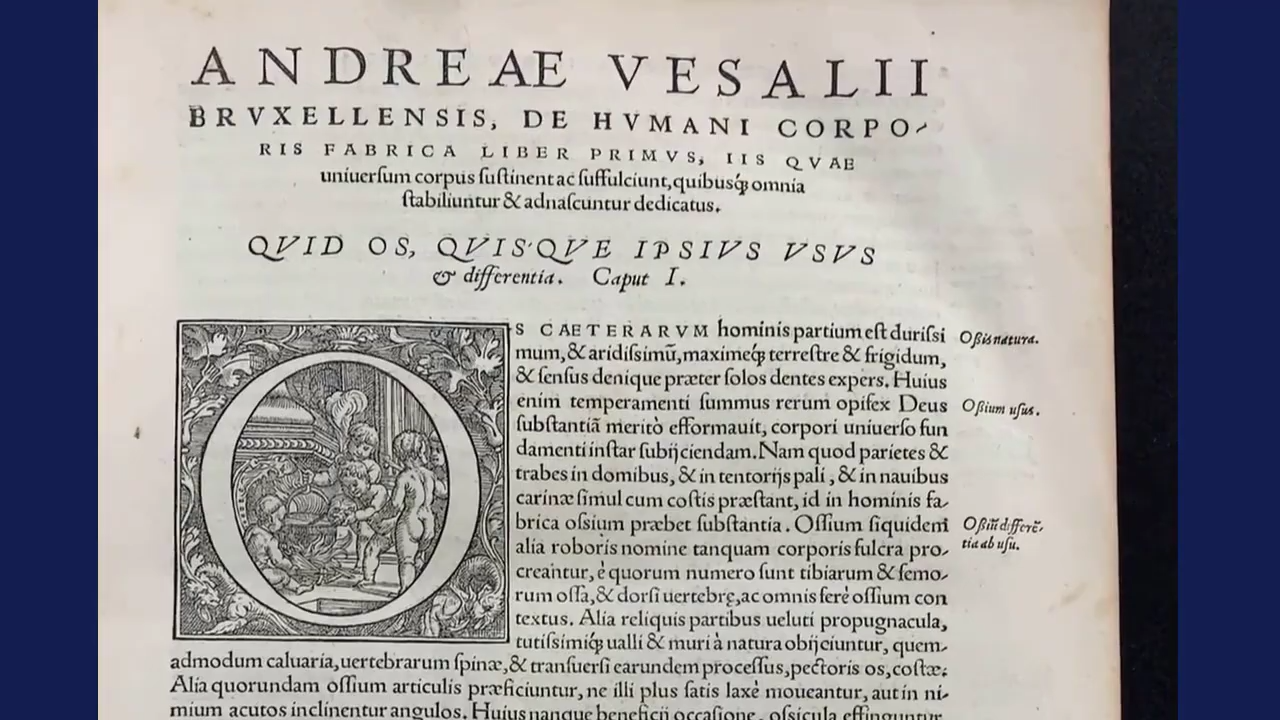 ANDREAE VESALII
BRVXELLENSIS, DE HVMANI CORPO-
RIS FABRICA LIBER PRIMVS, IIS QVAE
uniuersum corpus sustinent ac suffulciunt, quibusq́; omnia
stabiliuntur & adnascuntur dedicatus.
QVID OS, QVISQVE IPSIVS VSVS
& differentia. Caput I.
OS CAETERARVM hominis partium est durissi
mum, & aridissimũ, maximeq́; terrestre & frigidum,
& sensus denique præter solos dentes expers. Huius
enim temperamenti summus rerum opifex Deus
substantiã meritò efformauit, corpori uniuerso fun
damenti instar subijciendam. Nam quod parietes &
trabes in domibus, & in tentorijs pali, & in nauibus
carinæ simul cum costis præstant, id in hominis fa-
brica ossium præbet substantia. Ossium siquidem
alia roboris nomine tanquam corporis fulcra pro-
creantur, è quorum numero sunt tibiarum & femo-
rum ossa, & dorsi uertebrę, ac omnis ferè ossium con
textus. Alia reliquis partibus ueluti propugnacula,
tutissimiq́; ualli & muri à natura obijciuntur, quem-
admodum caluaria, uertebrarum spinæ, & transuersi earundem processus, pectoris os, costæ.
Alia quorundam ossium articulis præficiuntur, ne illi plus satis laxè moueantur, aut in ni-
mium acutos inclinentur angulos. Huius nanque beneficij occasione, ossicula effinguntur
Ossis natura.
Ossium usus.
Ossiũ differẽ-
tia ab usu.